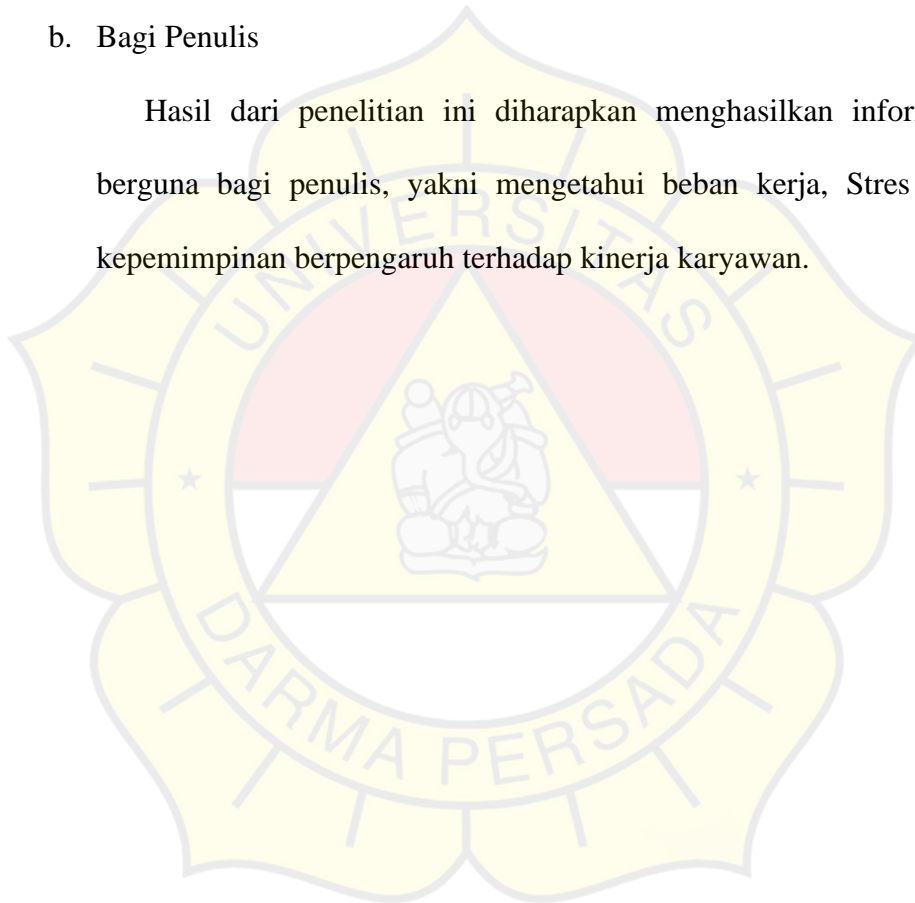 b. Bagi Penulis
Hasil dari penelitian ini diharapkan menghasilkan
berguna bagi penulis, yakni mengetahui beban kerja, Stres
kepemimpinan berpengaruh terhadap kinerja karyawan.
UNIVERSITAS
DARMA PERSADA